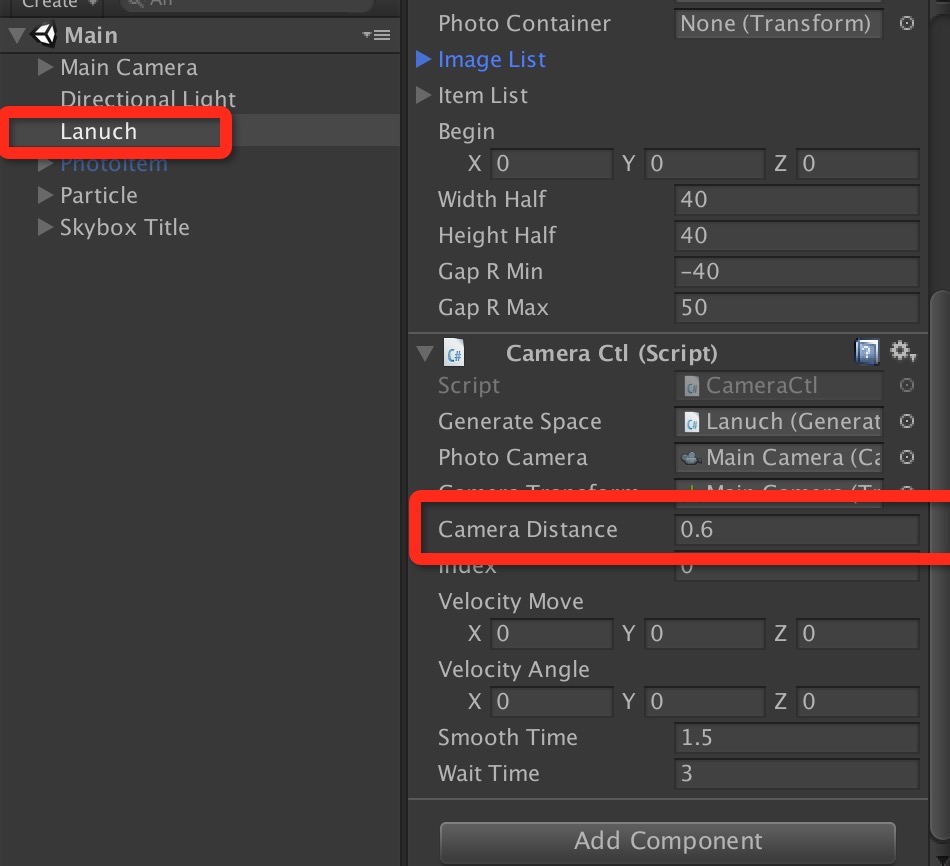 Create
All
Main
Main Camera
Directional Light
Lanuch
PhotoItem
Particle
Skybox Title
Photo Container None (Transform)
Image List
Item List
Begin
X 0 Y 0 Z 0
Width Half 40
Height Half 40
Gap R Min -40
Gap R Max 50
C# Camera Ctl (Script) ?
Script C# CameraCtl
Generate Space C# Lanuch (Generat
Photo Camera Main Camera (Ca
Camera Transform Main Camera (Tr
Camera Distance 0.6
Index 0
Velocity Move
X 0 Y 0 Z 0
Velocity Angle
X 0 Y 0 Z 0
Smooth Time 1.5
Wait Time 3
Add Component